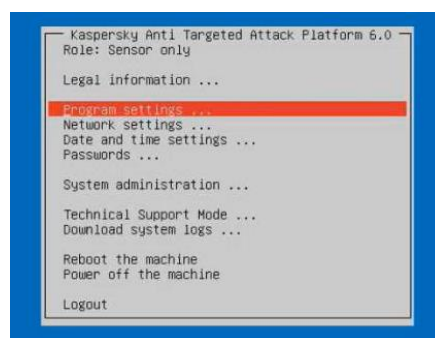 Kaspersky Anti Targeted Attack Platform 6.0
Role: Sensor only
Legal information ...
Program settings ...
Network settings ...
Date and time settings ...
Passwords ...
System administration ...
Technical Support Mode ...
Download system logs ...
Reboot the machine
Power off the machine
Logout